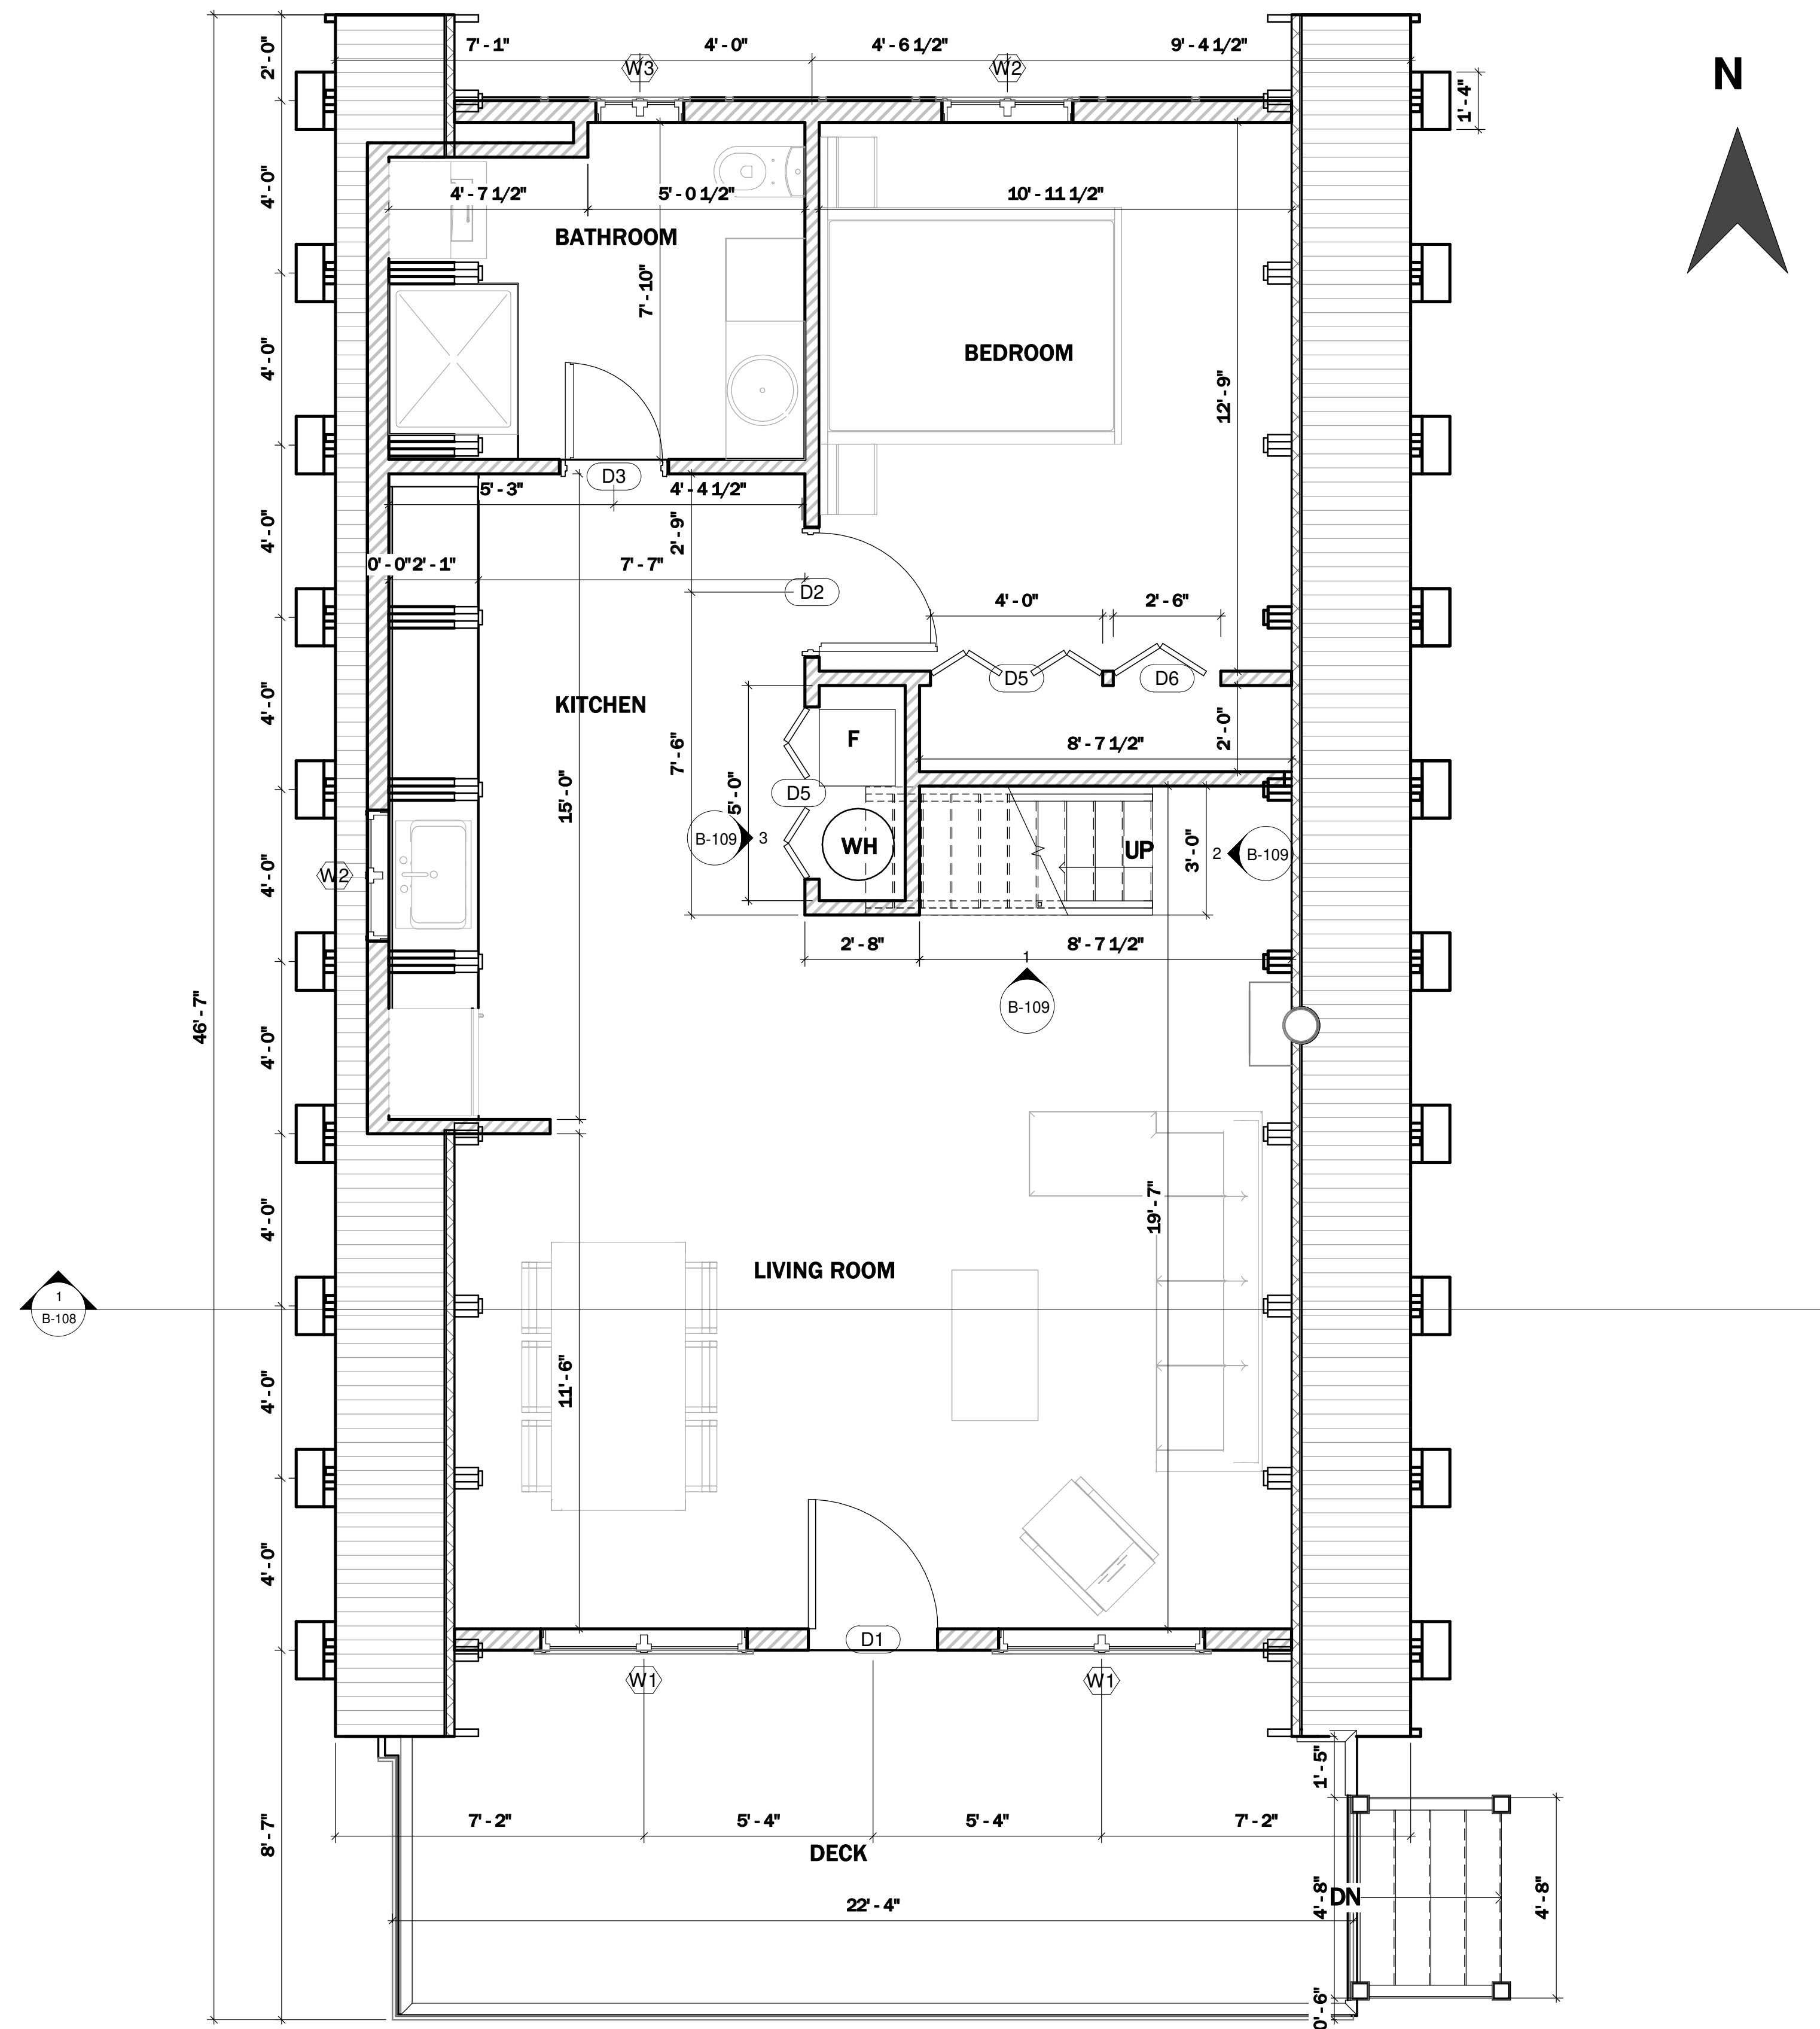 7' - 1" 4' - 0" 4' - 6 1/2" 9' - 4 1/2"
W3 W2
N
2' - 0"
1' - 4"
4' - 0"
4' - 7 1/2" 5' - 0 1/2" 10' - 11 1/2"
BATHROOM
7' - 10"
BEDROOM
4' - 0"
12' - 9"
D3
5' - 3" 4' - 4 1/2"
4' - 0"
2' - 9"
0' - 0" 2' - 1" 7' - 7"
D2
4' - 0" 2' - 6"
D5 D6
KITCHEN
4' - 0"
F
8' - 7 1/2"
2' - 0"
7' - 6"
15' - 0"
5' - 0"
D5
B-109 3
WH
UP
3' - 0"
2 B-109
W2
4' - 0"
2' - 8" 8' - 7 1/2"
1
B-109
46' - 7"
4' - 0"
19' - 7"
4' - 0"
LIVING ROOM
1
B-108
11' - 6"
4' - 0"
4' - 0"
D1
W1 W1
1' - 5"
7' - 2" 5' - 4" 5' - 4" 7' - 2"
8' - 7"
DECK
22' - 4"
4' - 8"
DN
4' - 8"
0' - 6"